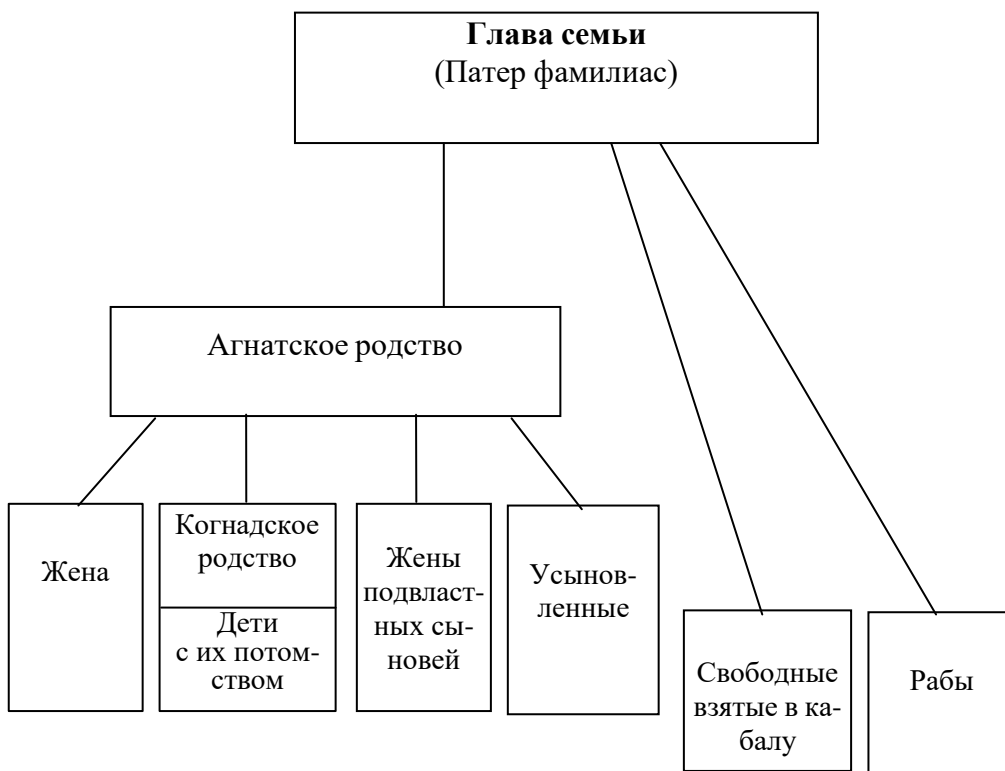 Глава семьи
(Патер фамилиас)
Агнатское родство
Жена
Когнадское
родство
Дети
с их потом-
ством
Жены
подвласт-
ных сы-
новей
Усынов-
ленные
Свободные
взятые в ка-
балу
Рабы